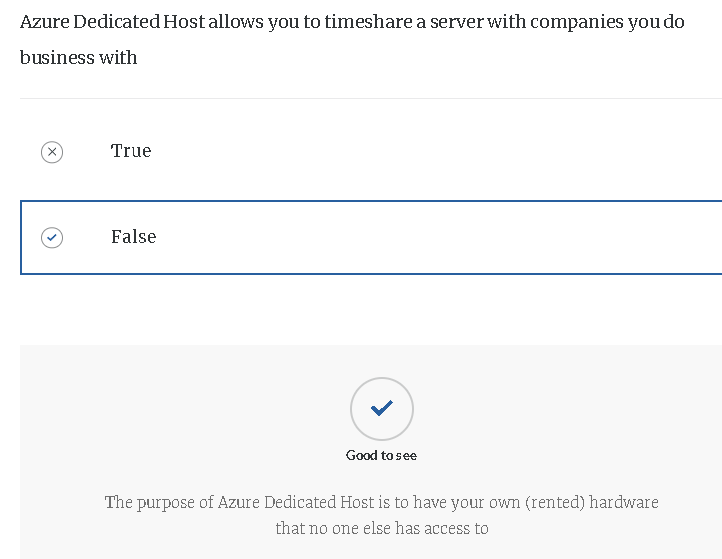 Azure Dedicated Host allows you to timeshare a server with companies you do
business with
True
False
Good to see
The purpose of Azure Dedicated Host is to have your own (rented) hardware
that no one else has access to